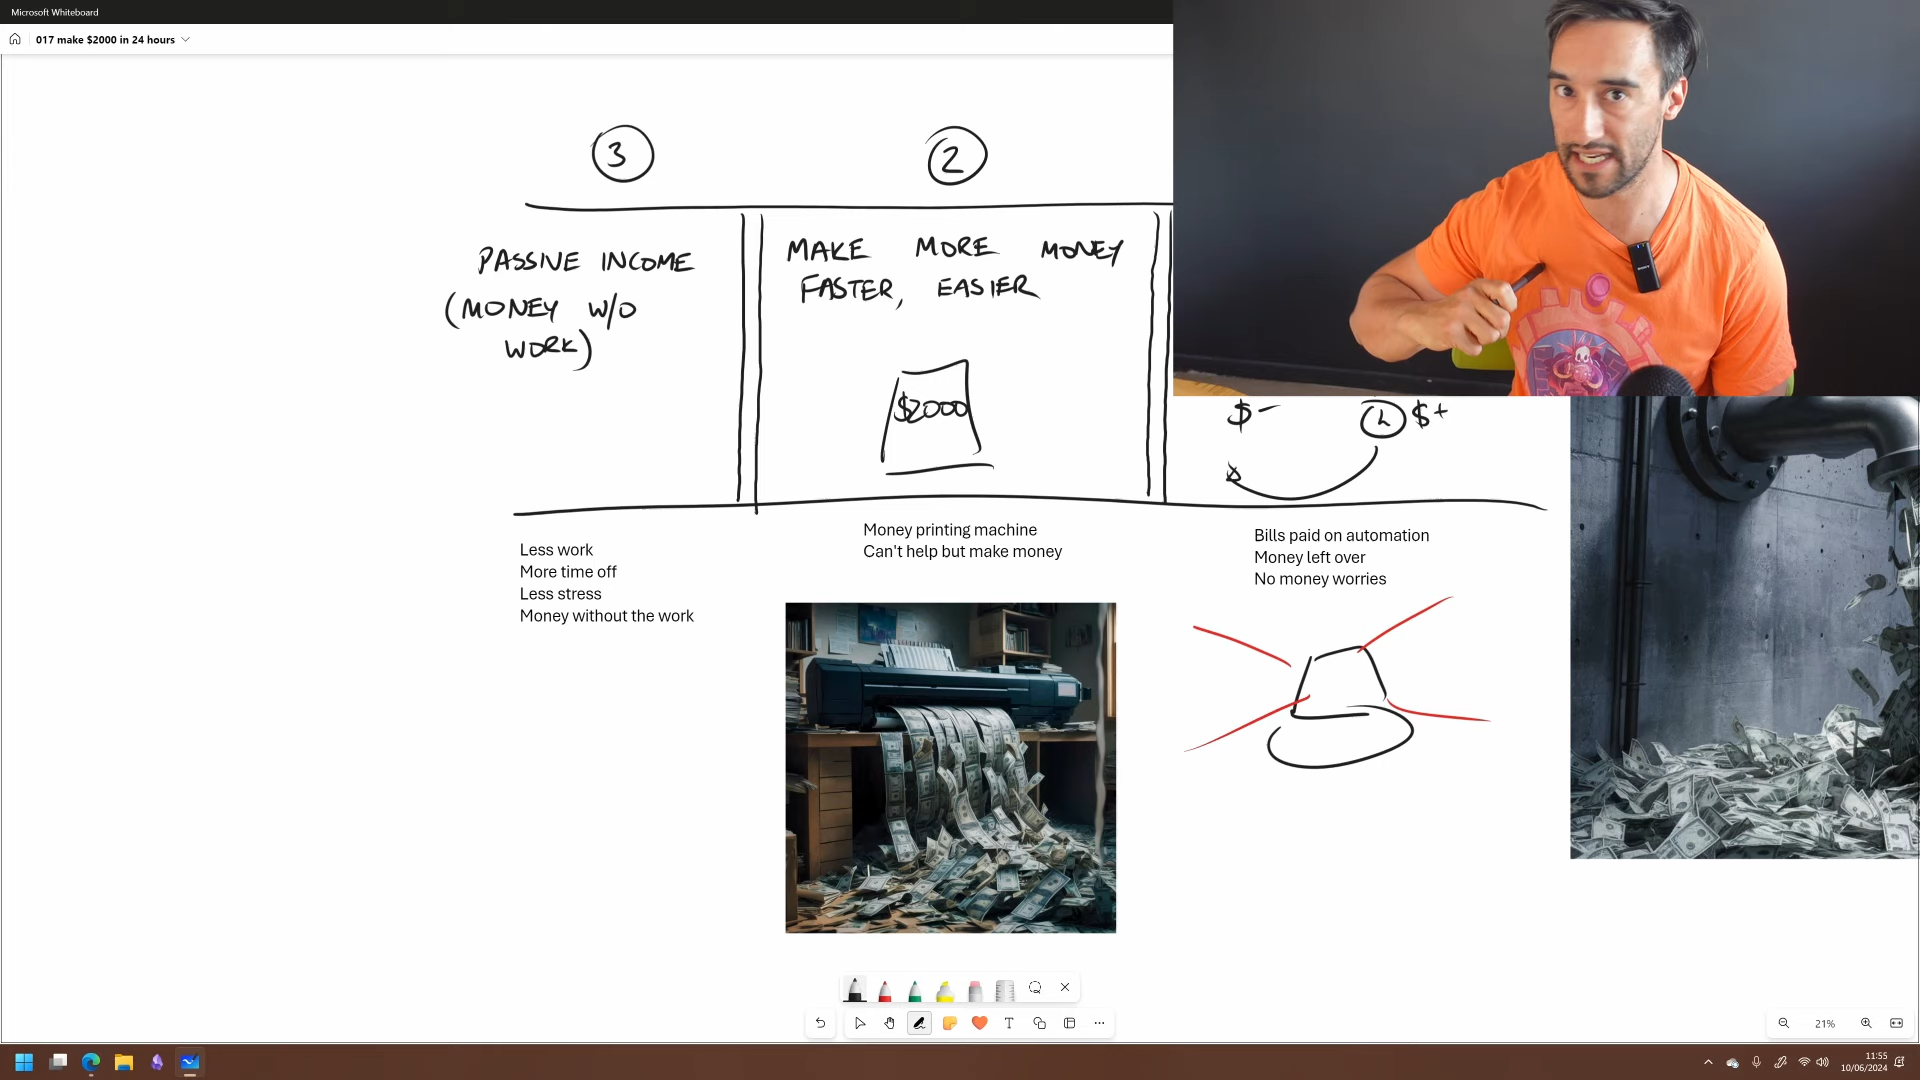 Microsoft Whiteboard
017 make $2000 in 24 hours
3
2
PASSIVE INCOME
(MONEY W/O
WORK)
MAKE MORE MONEY
FASTER, EASIER
$2000
$-
$+
Less work
More time off
Less stress
Money without the work
Money printing machine
Can't help but make money
Bills paid on automation
Money left over
No money worries
SONY
21%
11:55
10/06/2024